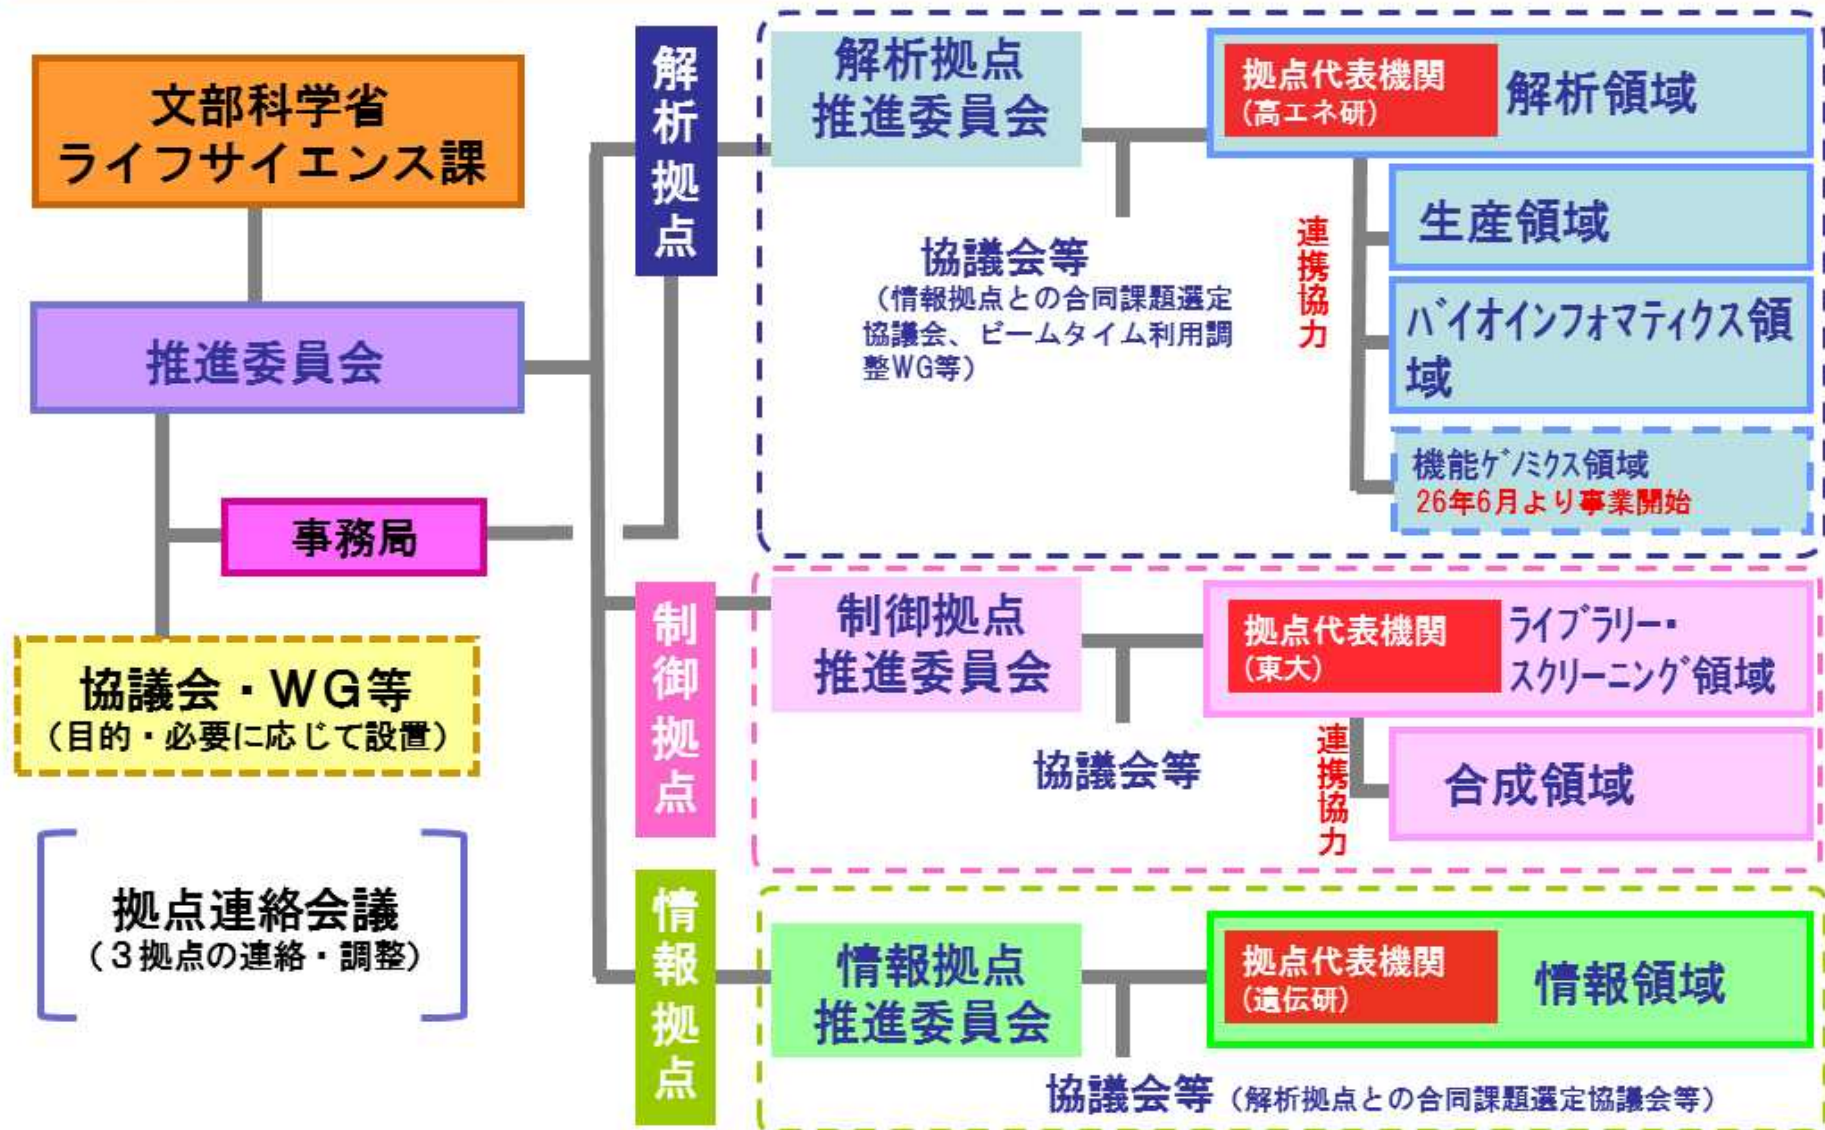 文部科学省
ライフサイエンス課
推進委員会
事務局
協議会・WG等
（目的・必要に応じて設置）
拠点連絡会議
（３拠点の連絡・調整）
解析拠点
解析拠点
推進委員会
拠点代表機関
(高エネ研)
解析領域
協議会等
（情報拠点との合同課題選定
協議会、ビームタイム利用調
整WG等）
連携協力
生産領域
ﾊﾞイオインフォマティクス領
域
機能ｹﾞﾉﾐｸｽ領域
26年6月より事業開始
制御拠点
制御拠点
推進委員会
拠点代表機関
(東大)
ﾗｲﾌﾞﾗﾘｰ・
ｽｸﾘｰﾆﾝｸﾞ領域
協議会等
連携協力
合成領域
情報拠点
情報拠点
推進委員会
拠点代表機関
(遺伝研)
情報領域
協議会等（解析拠点との合同課題選定協議会等）